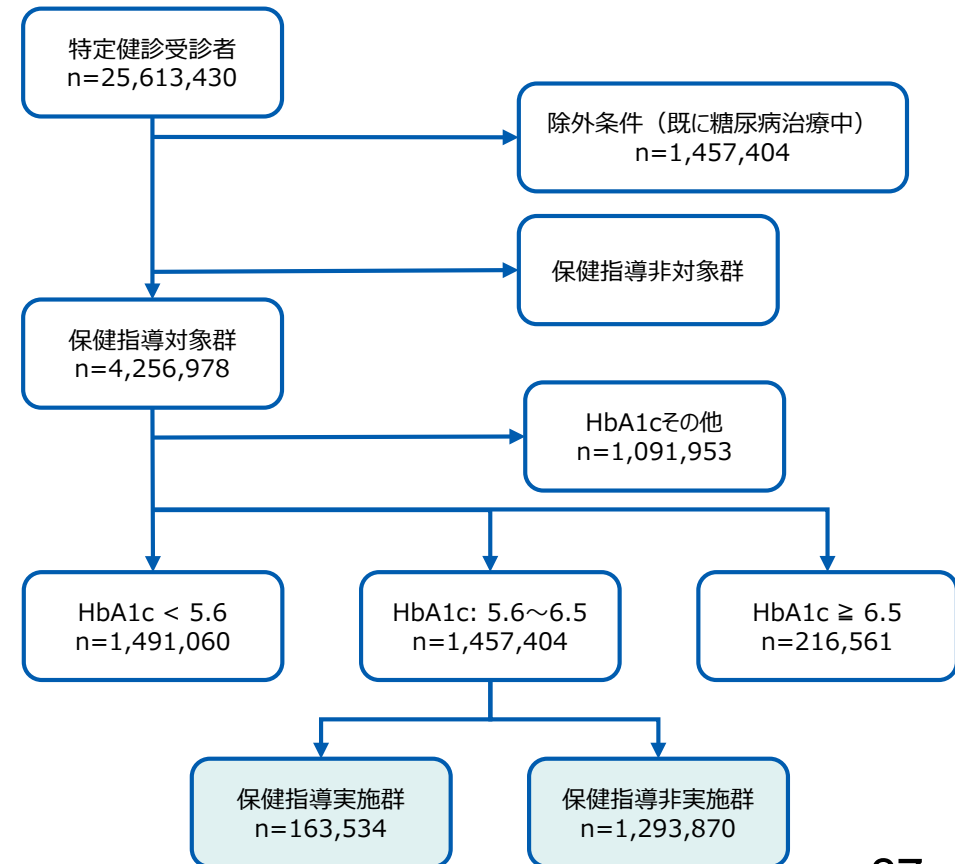 特定健診受診者
n=25,613,430
除外条件（既に糖尿病治療中）
n=1,457,404
保健指導非対象群
保健指導対象群
n=4,256,978
HbA1cその他
n=1,091,953
HbA1c < 5.6
n=1,491,060
HbA1c: 5.6～6.5
n=1,457,404
HbA1c ≧ 6.5
n=216,561
保健指導実施群
n=163,534
保健指導非実施群
n=1,293,870